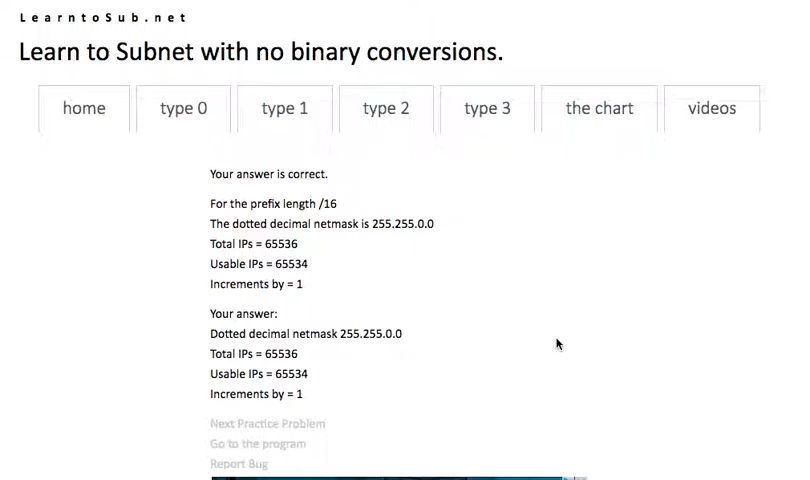 LearntoSub.net
Learn to Subnet with no binary conversions.
home type 0 type 1 type 2 type 3 the chart videos
Your answer is correct.
For the prefix length /16
The dotted decimal netmask is 255.255.0.0
Total IPs = 65536
Usable IPs = 65534
Increments by = 1
Your answer:
Dotted decimal netmask 255.255.0.0
Total IPs = 65536
Usable IPs = 65534
Increments by = 1
Next Practice Problem
Go to the program
Report Bug